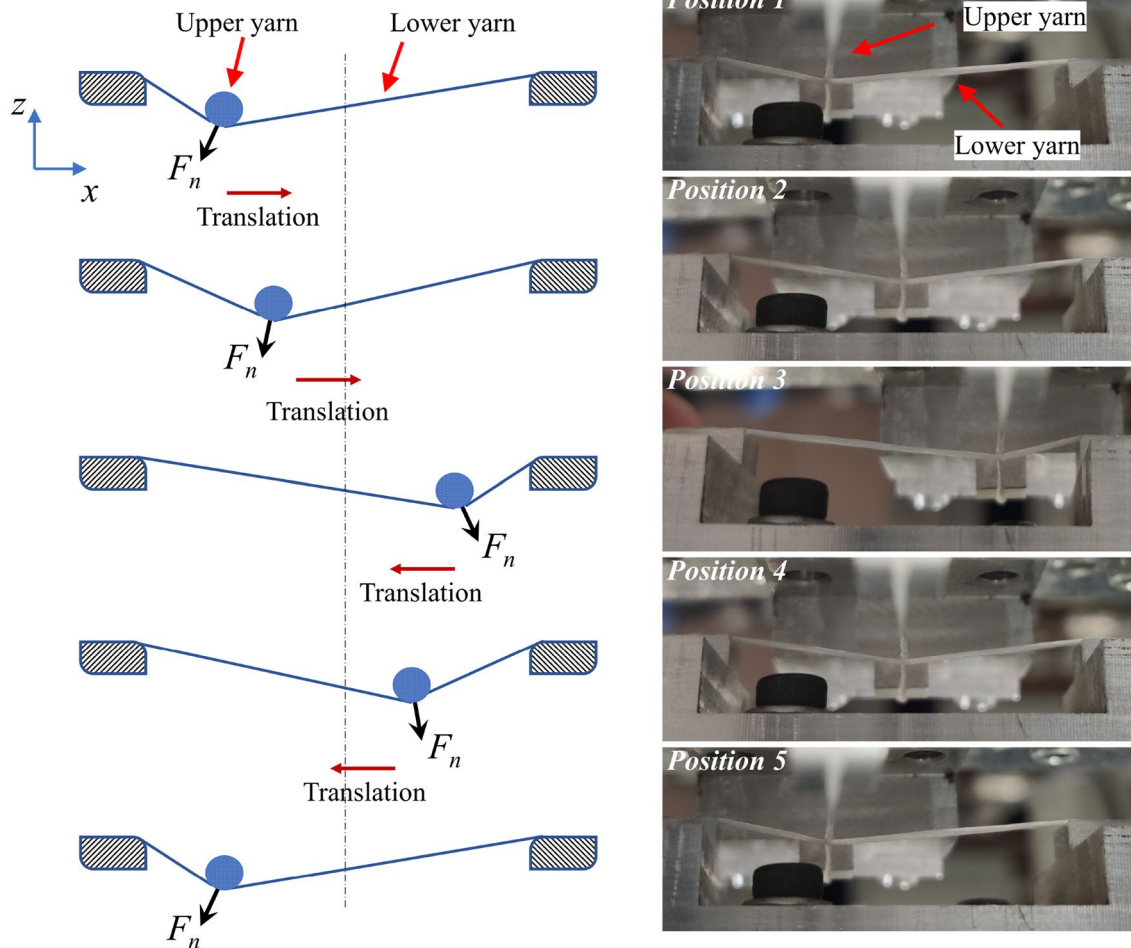 Upper yarn
Lower yarn
z
x
F_n
Translation
F_n
Translation
F_n
Translation
F_n
Translation
F_n
Position 1
Upper yarn
Lower yarn
Position 2
Position 3
Position 4
Position 5